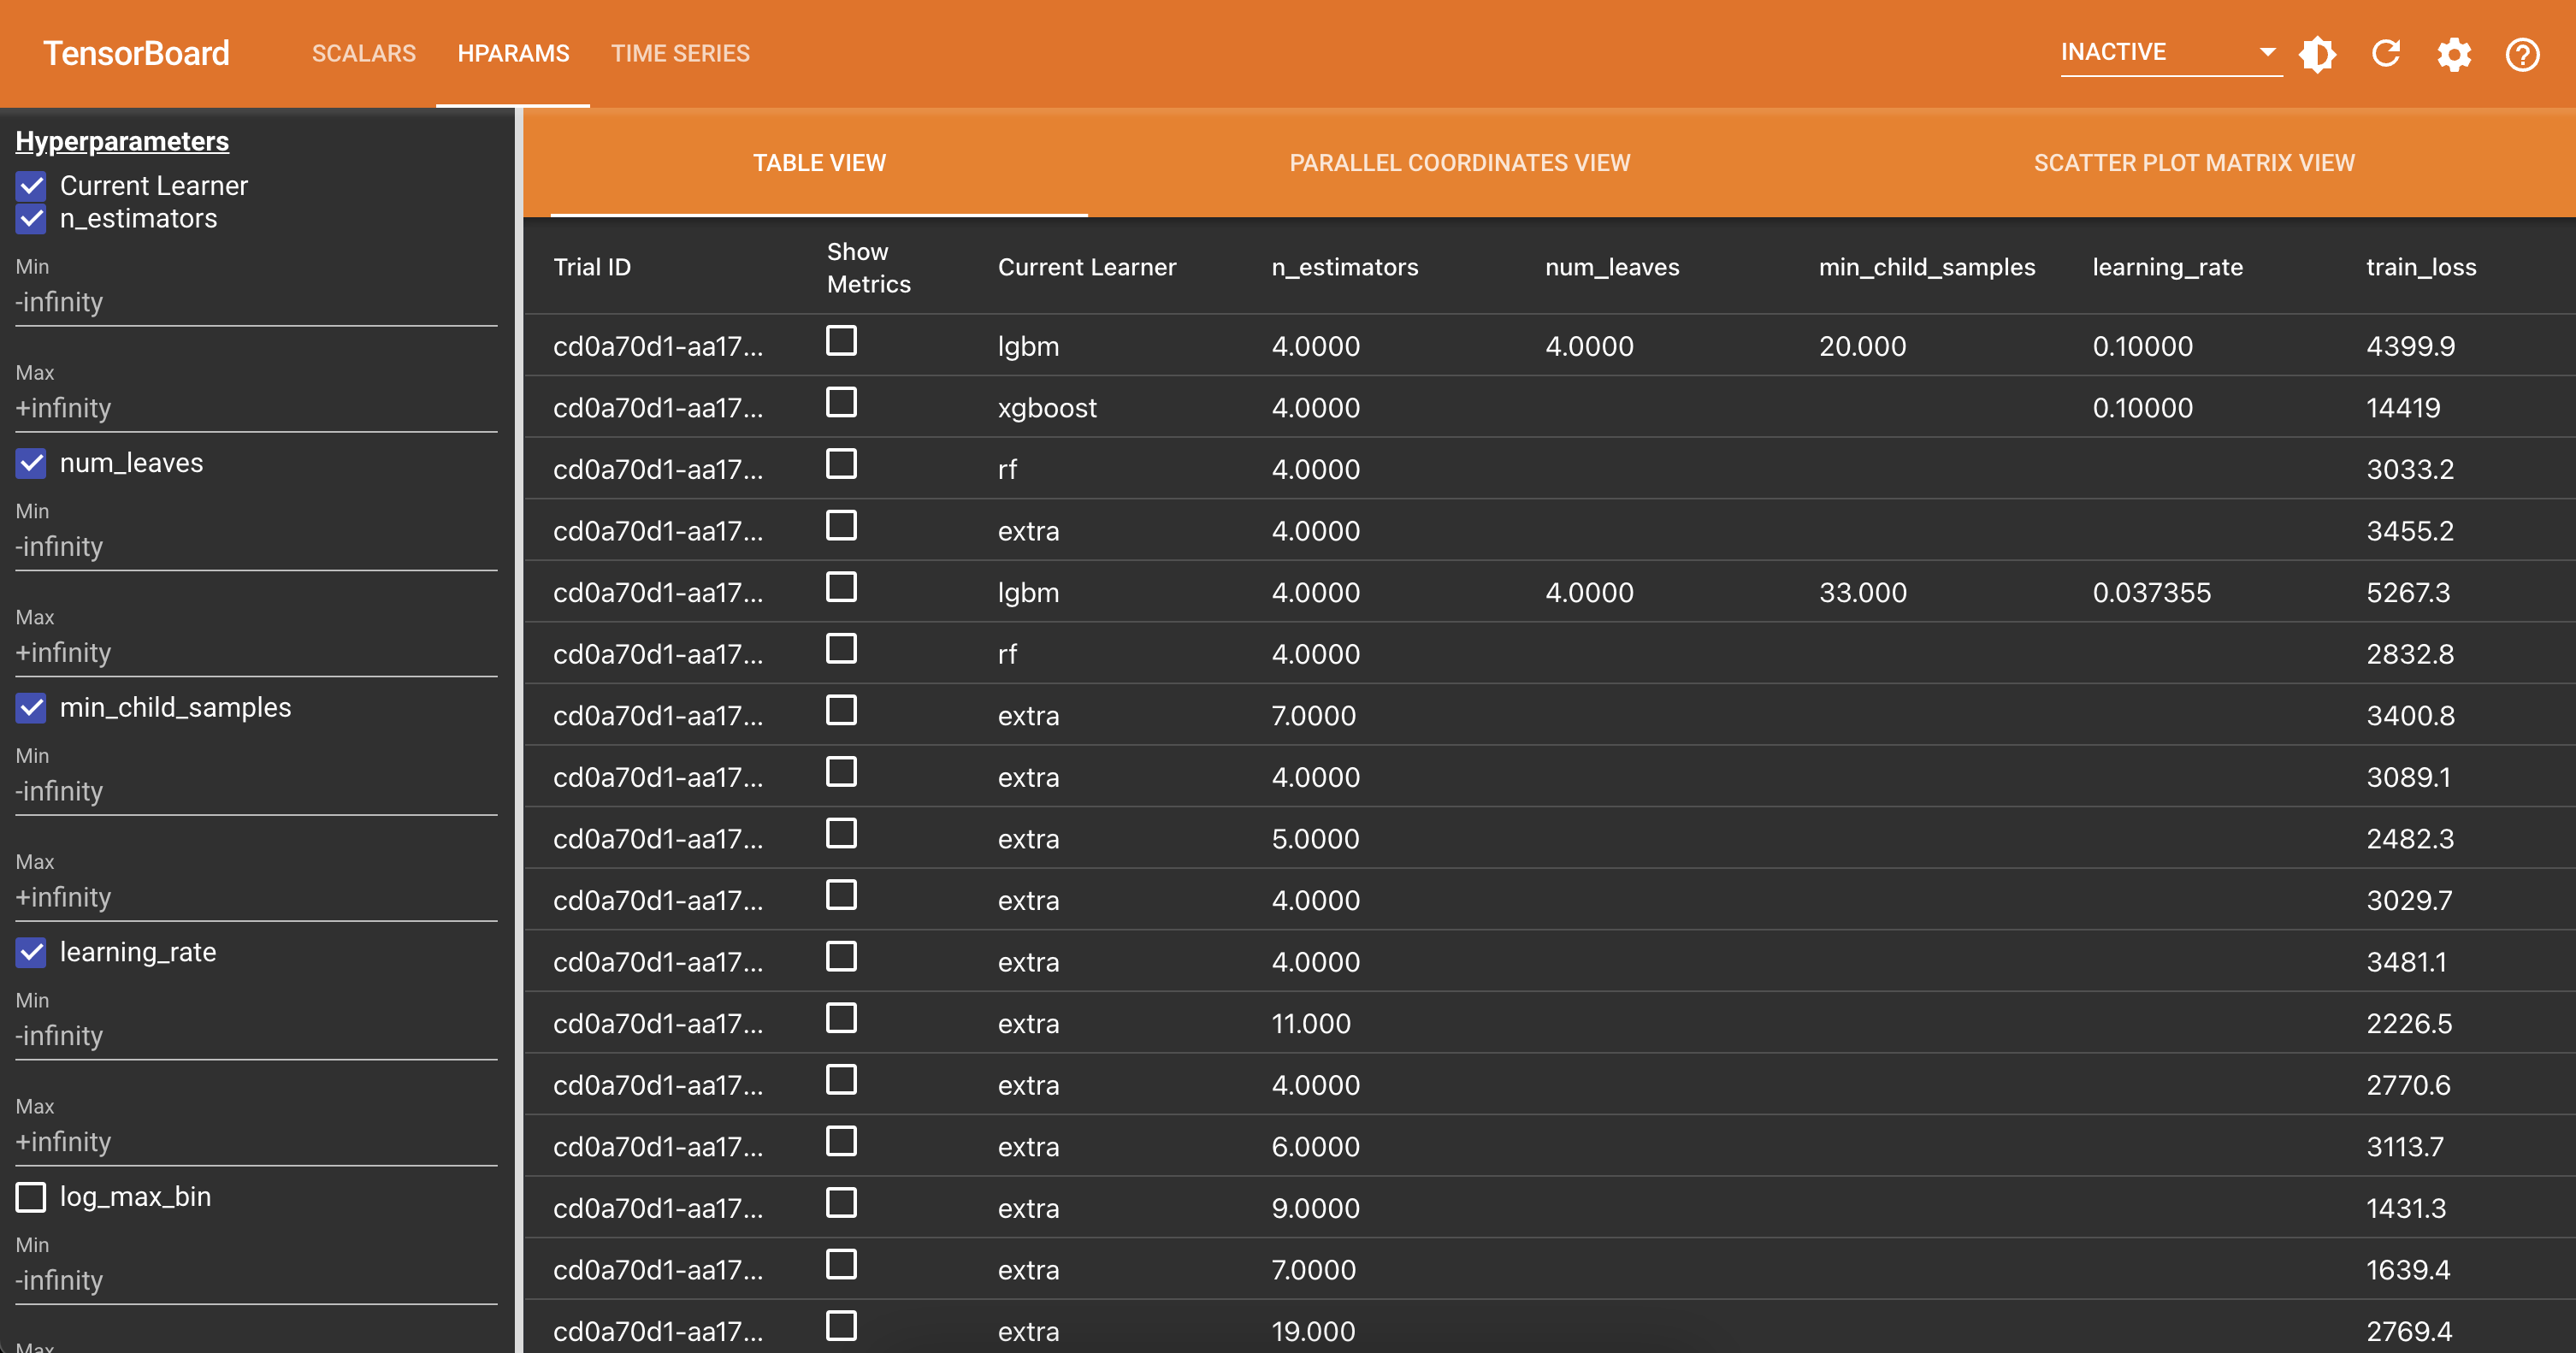 TensorBoard SCALARS HPARAMS TIME SERIES INACTIVE
Hyperparameters
Current Learner
n_estimators
Min
-infinity
Max
+infinity
num_leaves
Min
-infinity
Max
+infinity
min_child_samples
Min
-infinity
Max
+infinity
learning_rate
Min
-infinity
Max
+infinity
log_max_bin
Min
-infinity
Max
TABLE VIEW PARALLEL COORDINATES VIEW SCATTER PLOT MATRIX VIEW
Trial ID Show Metrics Current Learner n_estimators num_leaves min_child_samples learning_rate train_loss
cd0a70d1-aa17... lgbm 4.0000 4.0000 20.000 0.10000 4399.9
cd0a70d1-aa17... xgboost 4.0000 0.10000 14419
cd0a70d1-aa17... rf 4.0000 3033.2
cd0a70d1-aa17... extra 4.0000 3455.2
cd0a70d1-aa17... lgbm 4.0000 4.0000 33.000 0.037355 5267.3
cd0a70d1-aa17... rf 4.0000 2832.8
cd0a70d1-aa17... extra 7.0000 3400.8
cd0a70d1-aa17... extra 4.0000 3089.1
cd0a70d1-aa17... extra 5.0000 2482.3
cd0a70d1-aa17... extra 4.0000 3029.7
cd0a70d1-aa17... extra 4.0000 3481.1
cd0a70d1-aa17... extra 11.000 2226.5
cd0a70d1-aa17... extra 4.0000 2770.6
cd0a70d1-aa17... extra 6.0000 3113.7
cd0a70d1-aa17... extra 9.0000 1431.3
cd0a70d1-aa17... extra 7.0000 1639.4
cd0a70d1-aa17... extra 19.000 2769.4